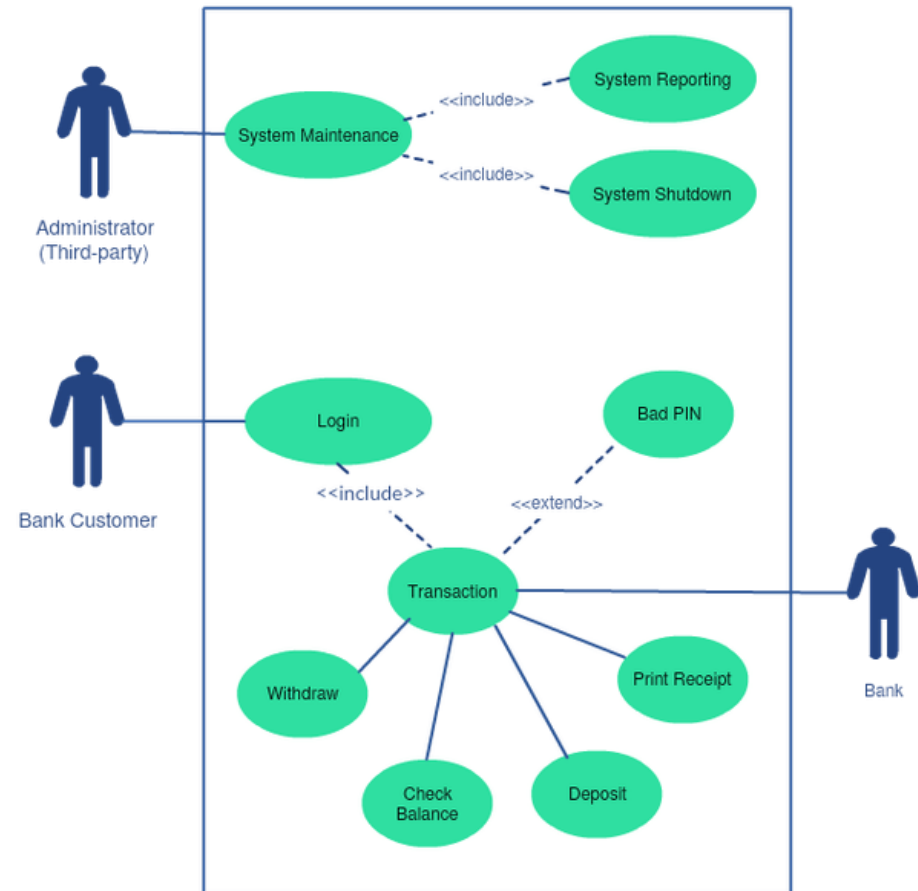 System Reporting
<<include>>
System Maintenance
<<include>>
System Shutdown
Administrator
(Third-party)
Login
Bad PIN
<<include>>
<<extend>>
Bank Customer
Transaction
Withdraw
Print Receipt
Bank
Check
Balance
Deposit